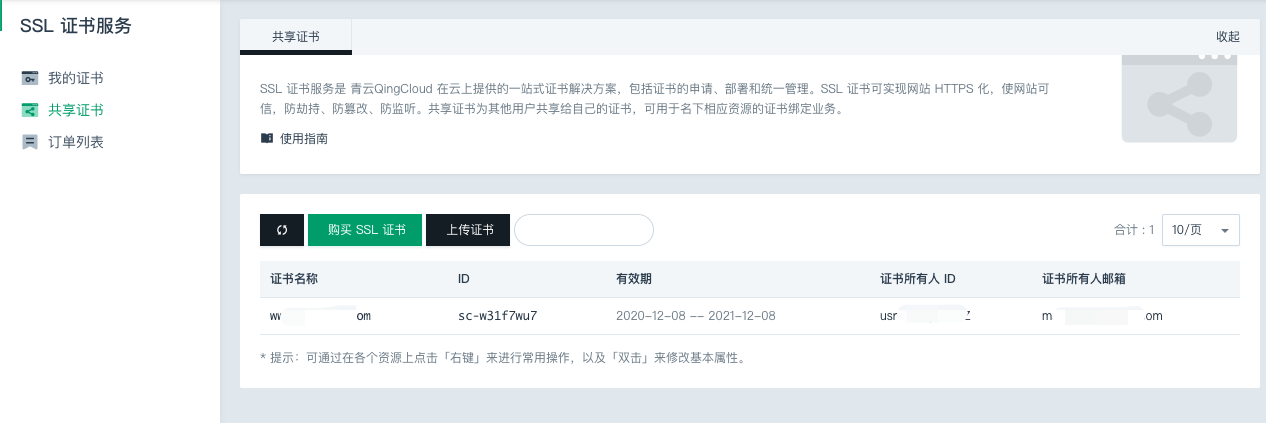 SSL 证书服务
我的证书
共享证书
订单列表
共享证书
收起
SSL 证书服务是 青云QingCloud 在云上提供的一站式证书解决方案，包括证书的申请、部署和统一管理。SSL 证书可实现网站 HTTPS 化，使网站可
信，防劫持、防篡改、防监听。共享证书为其他用户共享给自己的证书，可用于名下相应资源的证书绑定业务。
使用指南
购买 SSL 证书
上传证书
合计 : 1
10/页
证书名称 ID 有效期 证书所有人 ID 证书所有人邮箱
om sc-w31f7wu7 2020-12-08 -- 2021-12-08 usr m om
* 提示：可通过在各个资源上点击「右键」来进行常用操作，以及「双击」来修改基本属性。